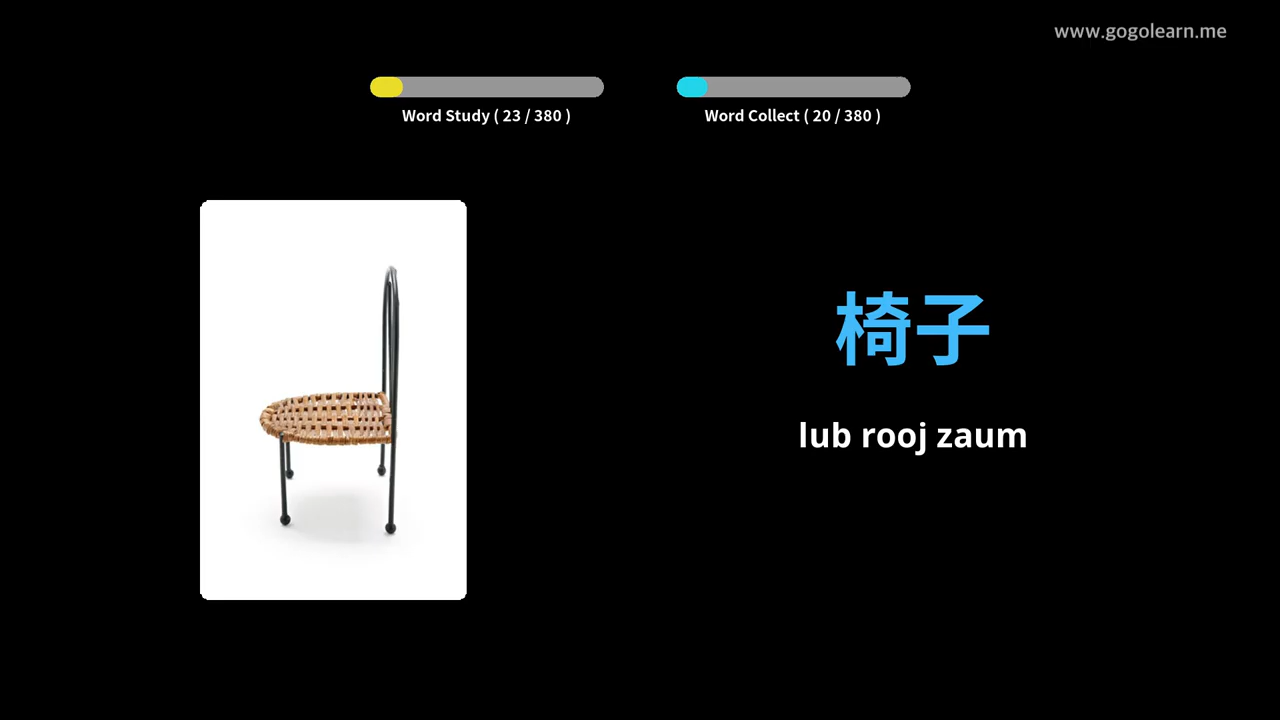 www.gogolearn.me
Word Study ( 23 / 380 )
Word Collect ( 20 / 380 )
椅子
lub rooj zaum